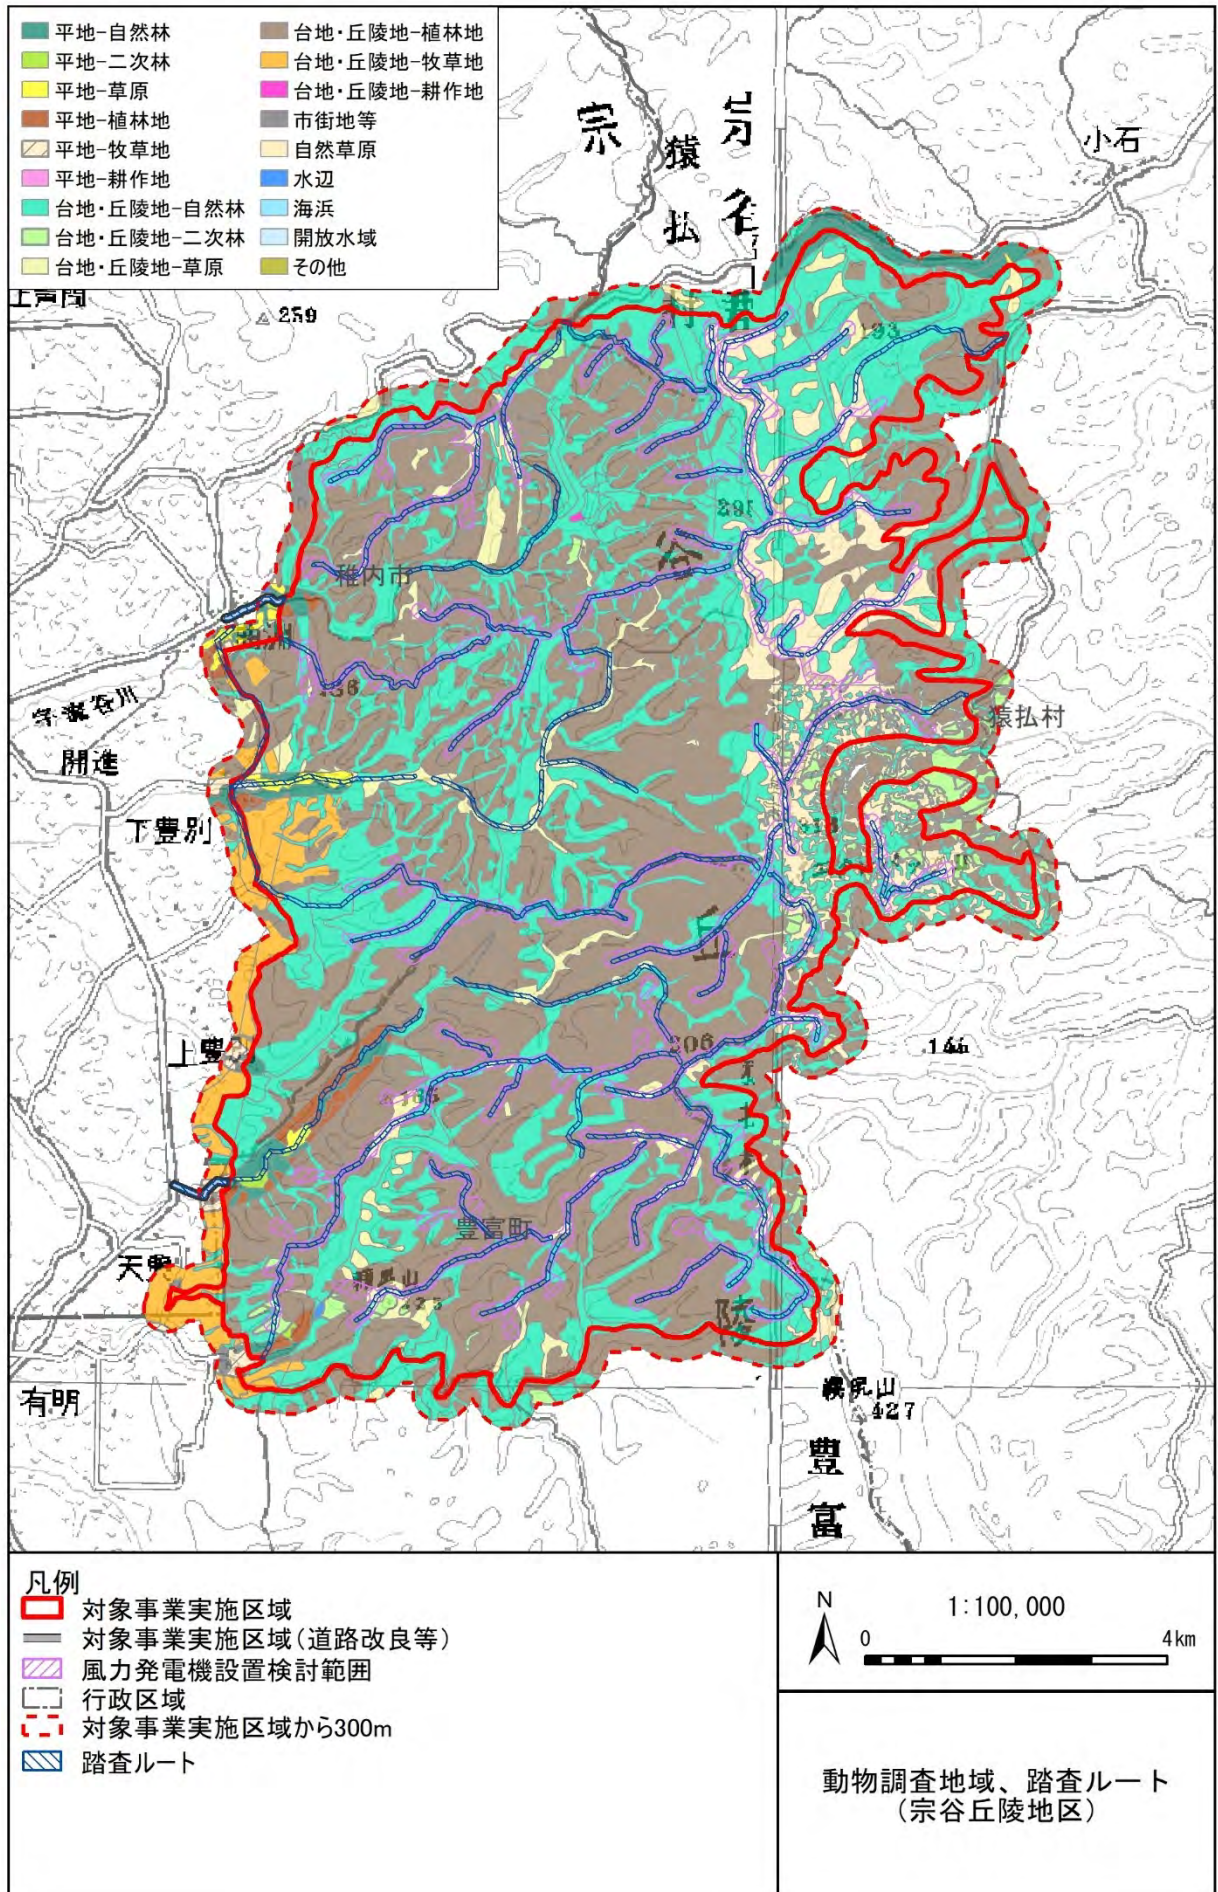 平地-自然林
平地-二次林
平地-草原
平地-植林地
平地-牧草地
平地-耕作地
台地・丘陵地-自然林
台地・丘陵地-二次林
台地・丘陵地-草原
台地・丘陵地-植林地
台地・丘陵地-牧草地
台地・丘陵地-耕作地
市街地等
自然草原
水辺
海浜
開放水域
その他
宗
猿
払
村
小石
259
193
谷
稚内市
猿払村
開進
下豊別
丘
206
144
豊富町
陵
有明
幌尻山
427
豊
富
凡例
対象事業実施区域
対象事業実施区域(道路改良等)
風力発電機設置検討範囲
行政区域
対象事業実施区域から300m
踏査ルート
N
1:100,000
0 4km
動物調査地域、踏査ルート
(宗谷丘陵地区)